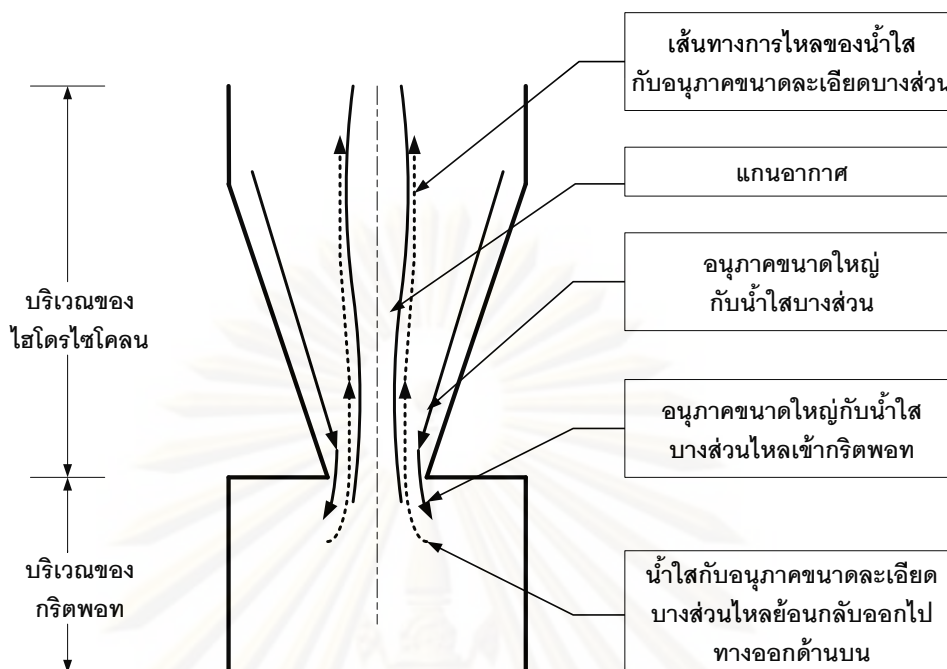 เส้นทางการไหลของน้ำใส
กับอนุภาคขนาดละเอียดบางส่วน
แกนอากาศ
อนุภาคขนาดใหญ่
กับน้ำใสบางส่วน
บริเวณของ
ไฮโดรไซโคลน
อนุภาคขนาดใหญ่กับน้ำใส
บางส่วนไหลเข้ากริตพอท
บริเวณของ
กริตพอท
น้ำใสกับอนุภาคขนาดละเอียด
บางส่วนไหลย้อนกลับออกไป
ทางออกด้านบน